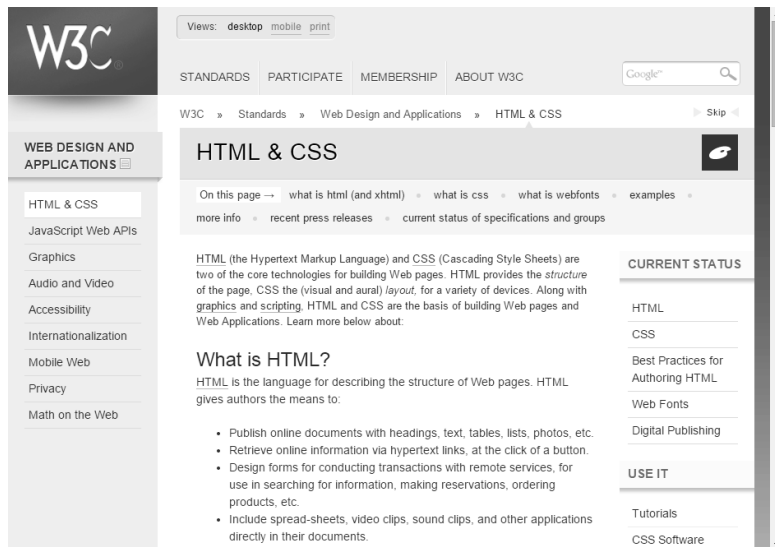 W3C®
Views: desktop mobile print
STANDARDS PARTICIPATE MEMBERSHIP ABOUT W3C
Google™
W3C » Standards » Web Design and Applications » HTML & CSS
Skip
WEB DESIGN AND
APPLICATIONS
HTML & CSS
JavaScript Web APIs
Graphics
Audio and Video
Accessibility
Internationalization
Mobile Web
Privacy
Math on the Web
HTML & CSS
On this page → what is html (and xhtml) • what is css • what is webfonts • examples •
more info • recent press releases • current status of specifications and groups
HTML (the Hypertext Markup Language) and CSS (Cascading Style Sheets) are
two of the core technologies for building Web pages. HTML provides the structure
of the page, CSS the (visual and aural) layout, for a variety of devices. Along with
graphics and scripting, HTML and CSS are the basis of building Web pages and
Web Applications. Learn more below about:
What is HTML?
HTML is the language for describing the structure of Web pages. HTML
gives authors the means to:
• Publish online documents with headings, text, tables, lists, photos, etc.
• Retrieve online information via hypertext links, at the click of a button.
• Design forms for conducting transactions with remote services, for
use in searching for information, making reservations, ordering
products, etc.
• Include spread-sheets, video clips, sound clips, and other applications
directly in their documents.
CURRENT STATUS
HTML
CSS
Best Practices for
Authoring HTML
Web Fonts
Digital Publishing
USE IT
Tutorials
CSS Software